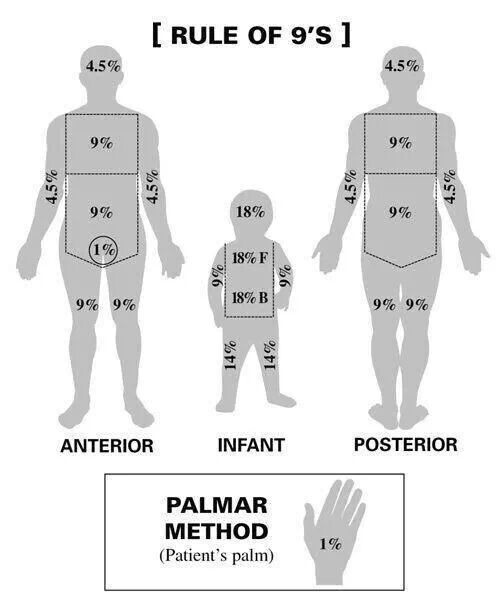 [ RULE OF 9'S ]
4.5%
9%
4.5%
4.5%
9%
1%
9%
9%
ANTERIOR
18%
18% F
9%
9%
18% B
14%
14%
INFANT
4.5%
9%
4.5%
4.5%
9%
9%
9%
POSTERIOR
PALMAR
METHOD
(Patient's palm)
1%